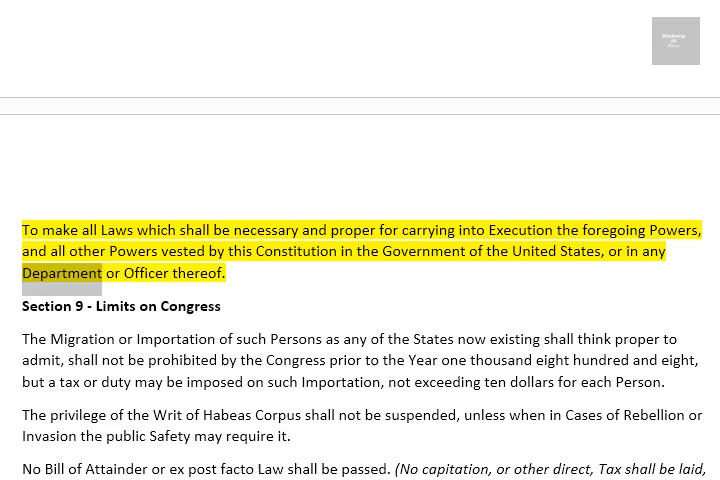 To make all Laws which shall be necessary and proper for carrying into Execution the foregoing Powers,
and all other Powers vested by this Constitution in the Government of the United States, or in any
Department or Officer thereof.
Section 9 - Limits on Congress
The Migration or Importation of such Persons as any of the States now existing shall think proper to
admit, shall not be prohibited by the Congress prior to the Year one thousand eight hundred and eight,
but a tax or duty may be imposed on such Importation, not exceeding ten dollars for each Person.
The privilege of the Writ of Habeas Corpus shall not be suspended, unless when in Cases of Rebellion or
Invasion the public Safety may require it.
No Bill of Attainder or ex post facto Law shall be passed. (No capitation, or other direct, Tax shall be laid,